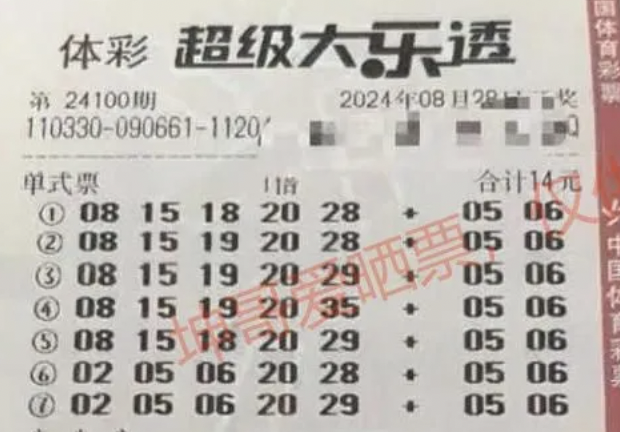 体彩 超级大乐透
第 24100期 2024年08月28日 奖
110330-090661-1120
单式票 1倍 合计14元
① 08 15 18 20 28 + 05 06
② 08 15 19 20 28 + 05 06
③ 08 15 19 20 29 + 05 06
④ 08 15 19 20 35 + 05 06
⑤ 08 15 18 20 29 + 05 06
⑥ 02 05 06 20 28 + 05 06
⑦ 02 05 06 20 29 + 05 06
坤哥爱晒票，仅
国体育彩票
中国体育彩票